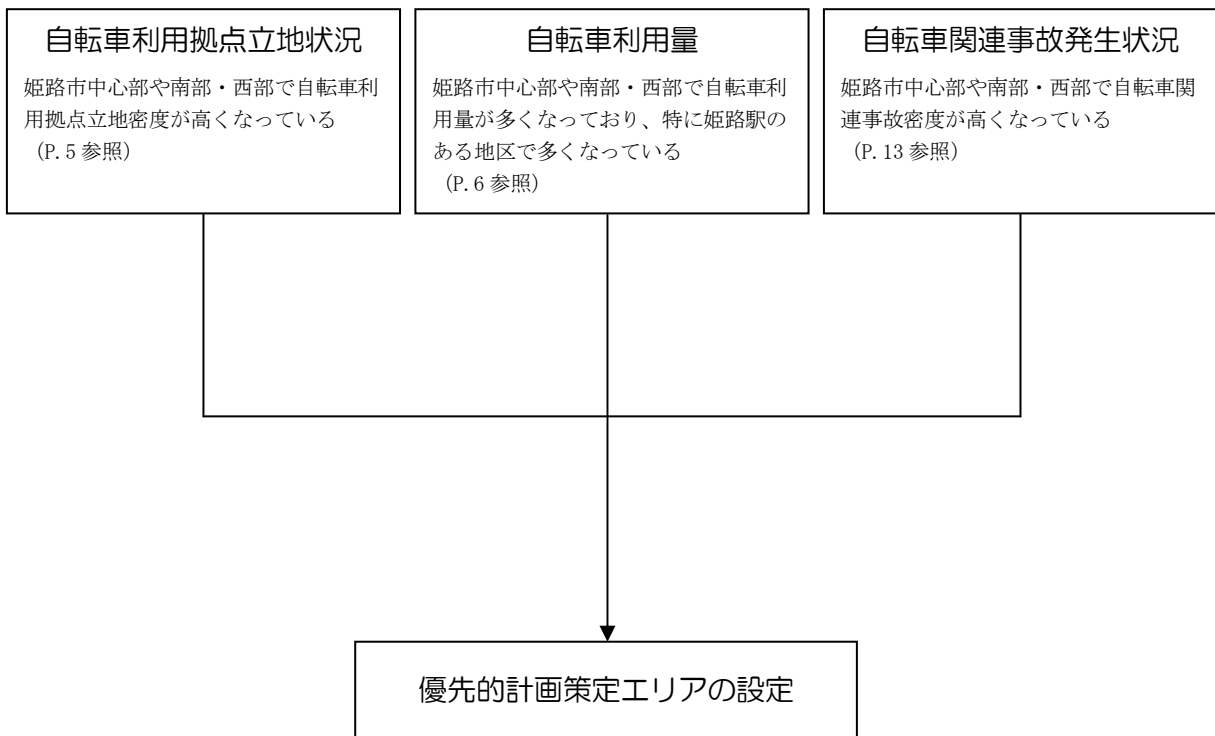 自転車利用拠点立地状況
姫路市中心部や南部・西部で自転車利
用拠点立地密度が高くなっている
（P.5 参照）
自転車利用量
姫路市中心部や南部・西部で自転車利
用量が多くなっており、特に姫路駅の
ある地区で多くなっている
（P.6 参照）
自転車関連事故発生状況
姫路市中心部や南部・西部で自転車関
連事故密度が高くなっている
（P.13 参照）
優先的計画策定エリアの設定